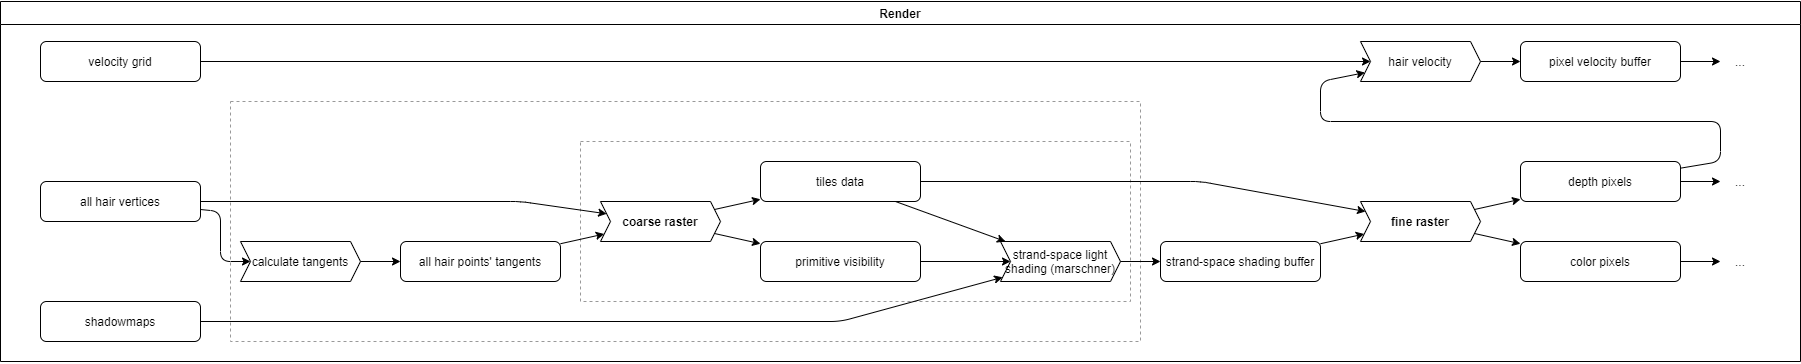 Render
velocity grid
hair velocity
pixel velocity buffer
...
tiles data
depth pixels
...
all hair vertices
coarse raster
fine raster
calculate tangents
all hair points' tangents
primitive visibility
strand-space light
shading (marschner)
strand-space shading buffer
color pixels
...
shadowmaps